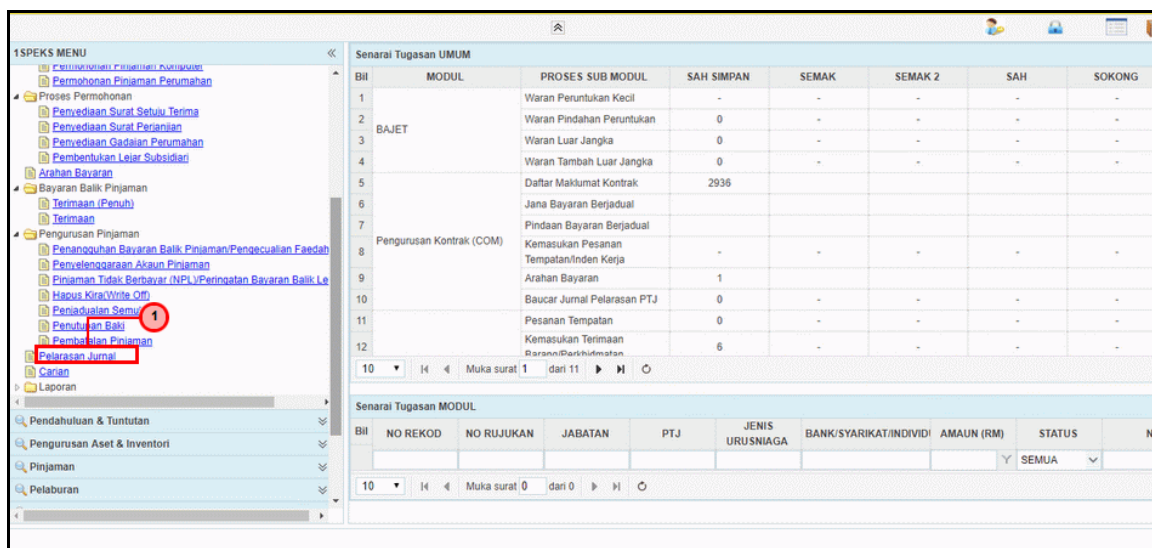 1SPEKS MENU
Permohonan Pinjaman Komputer
Permohonan Pinjaman Perumahan
Proses Permohonan
Penyediaan Surat Setuju Terima
Penyediaan Surat Perjanjian
Penyediaan Gadaian Perumahan
Pembentukan Lejar Subsidiari
Arahan Bayaran
Bayaran Balik Pinjaman
Terimaan (Penuh)
Terimaan
Pengurusan Pinjaman
Penangguhan Bayaran Balik Pinjaman/Pengecualian Faedah
Penyelenggaraan Akaun Pinjaman
Pinjaman Tidak Berbayar (NPL)/Peringatan Bayaran Balik Le
Hapus Kira(Write Off)
Penjadualan Semu
1
Penutupan Baki
Pembatalan Pinjaman
Pelarasan Jurnal
Carian
Laporan
Pendahuluan & Tuntutan
Pengurusan Aset & Inventori
Pinjaman
Pelaburan
Senarai Tugasan UMUM
Bil MODUL PROSES SUB MODUL SAH SIMPAN SEMAK SEMAK 2 SAH SOKONG
1 Waran Peruntukan Kecil - - - - -
2 Waran Pindahan Peruntukan 0 - - - -
BAJET
3 Waran Luar Jangka 0 - - - -
4 Waran Tambah Luar Jangka 0 - - - -
5 Daftar Maklumat Kontrak 2936
6 Jana Bayaran Berjadual
7 Pindaan Bayaran Berjadual
Pengurusan Kontrak (COM)
8 Kemasukan Pesanan Tempatan/Inden Kerja - - - - -
9 Arahan Bayaran 1
10 Baucar Jurnal Pelarasan PTJ 0 - - - -
11 Pesanan Tempatan 0 - - - -
12 Kemasukan Terimaan Barang/Perkhidmatan 6 - - - -
10 Muka surat 1 dari 11
Senarai Tugasan MODUL
Bil NO REKOD NO RUJUKAN JABATAN PTJ JENIS URUSNIAGA BANK/SYARIKAT/INDIVIDU AMAUN (RM) STATUS N
SEMUA
10 Muka surat 0 dari 0